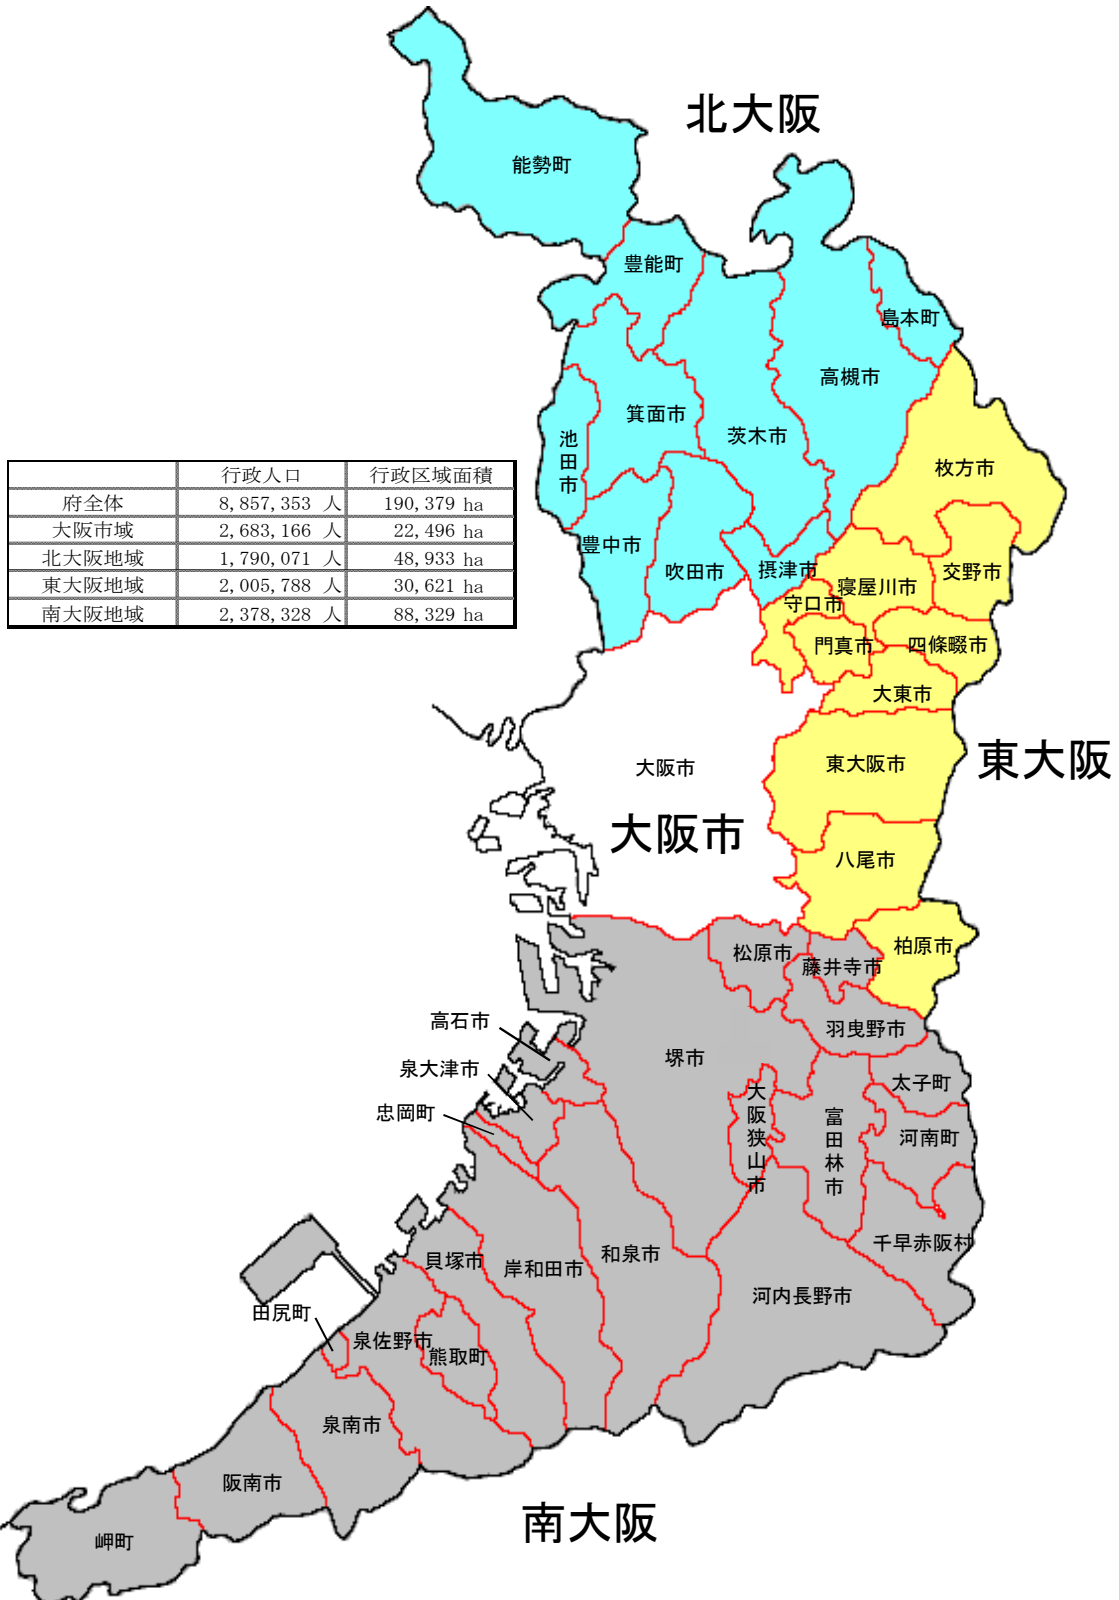 北大阪
能勢町
豊能町
島本町
高槻市
箕面市
茨木市
池田市
枚方市
行政人口 行政区域面積
府全体 8,857,353 人 190,379 ha
大阪市域 2,683,166 人 22,496 ha
北大阪地域 1,790,071 人 48,933 ha
東大阪地域 2,005,788 人 30,621 ha
南大阪地域 2,378,328 人 88,329 ha
豊中市
吹田市
摂津市
交野市
寝屋川市
守口市
門真市
四條畷市
大東市
東大阪
東大阪市
大阪市
大阪市
八尾市
柏原市
松原市
藤井寺市
高石市
羽曳野市
堺市
泉大津市
太子町
忠岡町
大阪狭山市
富田林市
河南町
千早赤阪村
和泉市
貝塚市
岸和田市
河内長野市
田尻町
泉佐野市
熊取町
泉南市
阪南市
南大阪
岬町